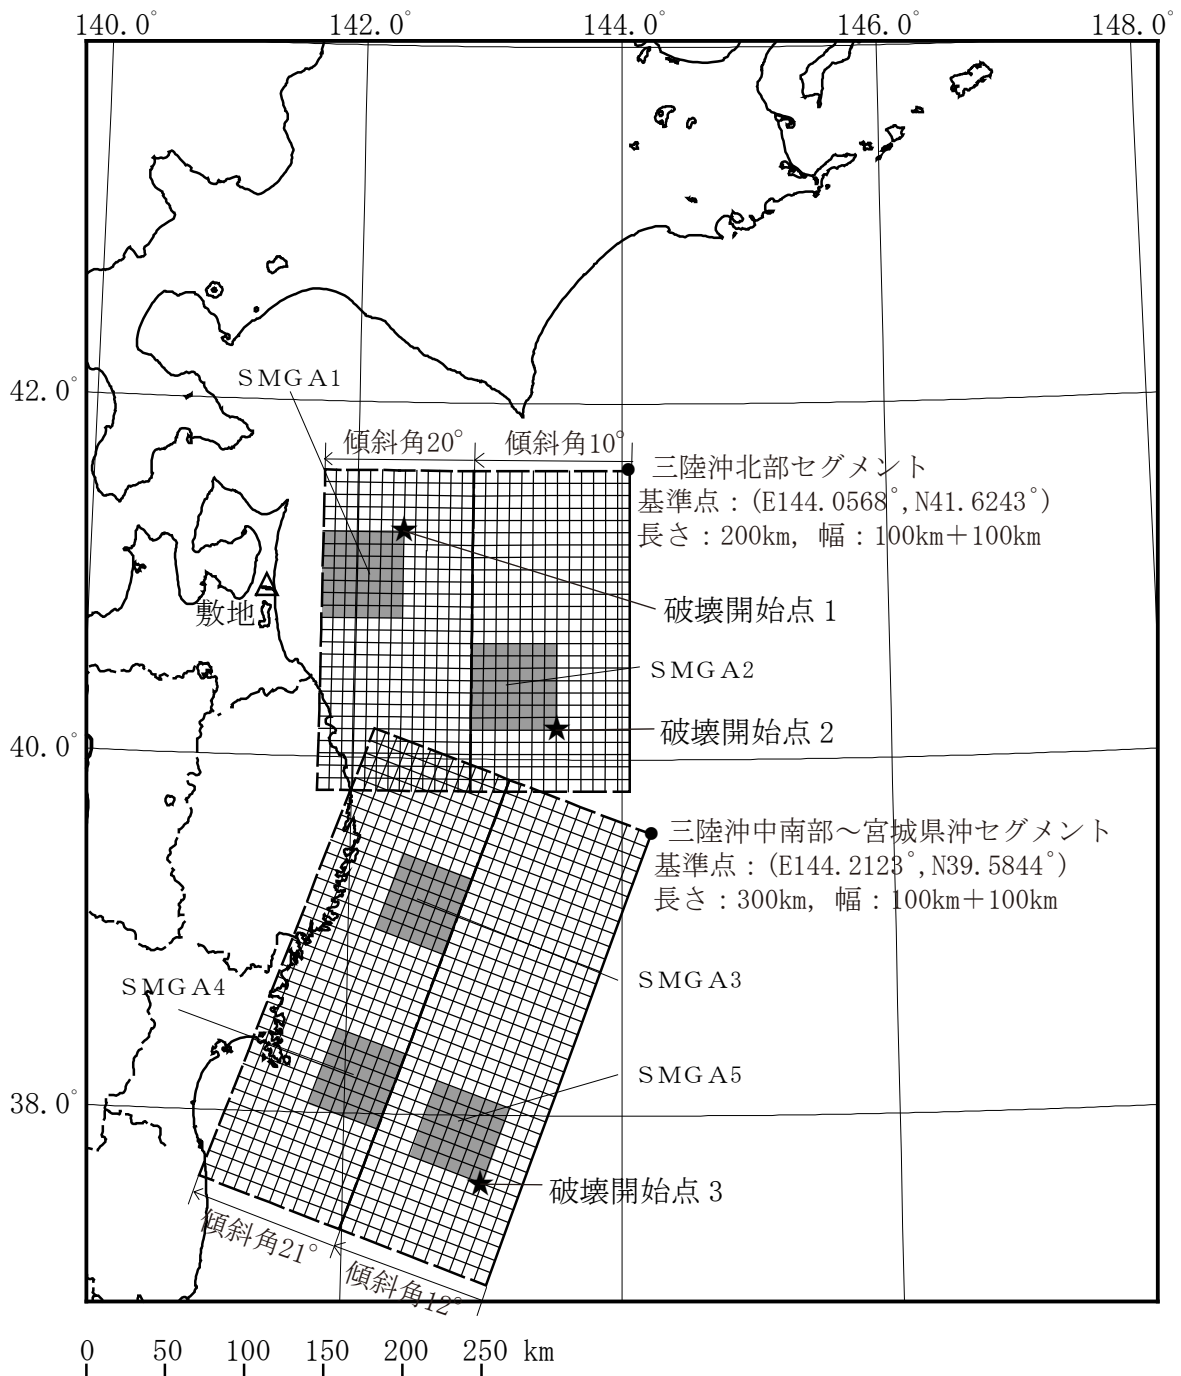 140.0° 142.0° 144.0° 146.0° 148.0°
42.0°
SMGA1
傾斜角20° 傾斜角10°
三陸沖北部セグメント
基準点：(E144.0568°,N41.6243°)
長さ：200km, 幅：100km＋100km
敷地
破壊開始点1
SMGA2
破壊開始点2
40.0°
三陸沖中南部～宮城県沖セグメント
基準点：(E144.2123°,N39.5844°)
長さ：300km, 幅：100km＋100km
SMGA3
SMGA4
SMGA5
38.0°
破壊開始点3
傾斜角21°
傾斜角12°
0 50 100 150 200 250 km